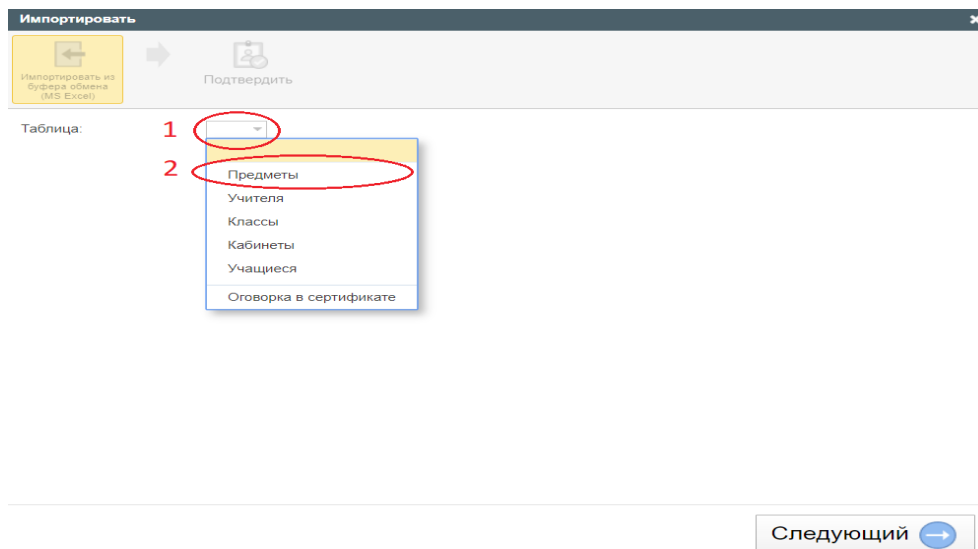 Импортировать
Импортировать из
буфера обмена
(MS Excel)
Подтвердить
Таблица:
1
2
Предметы
Учителя
Классы
Кабинеты
Учащиеся
Оговорка в сертификате
Следующий